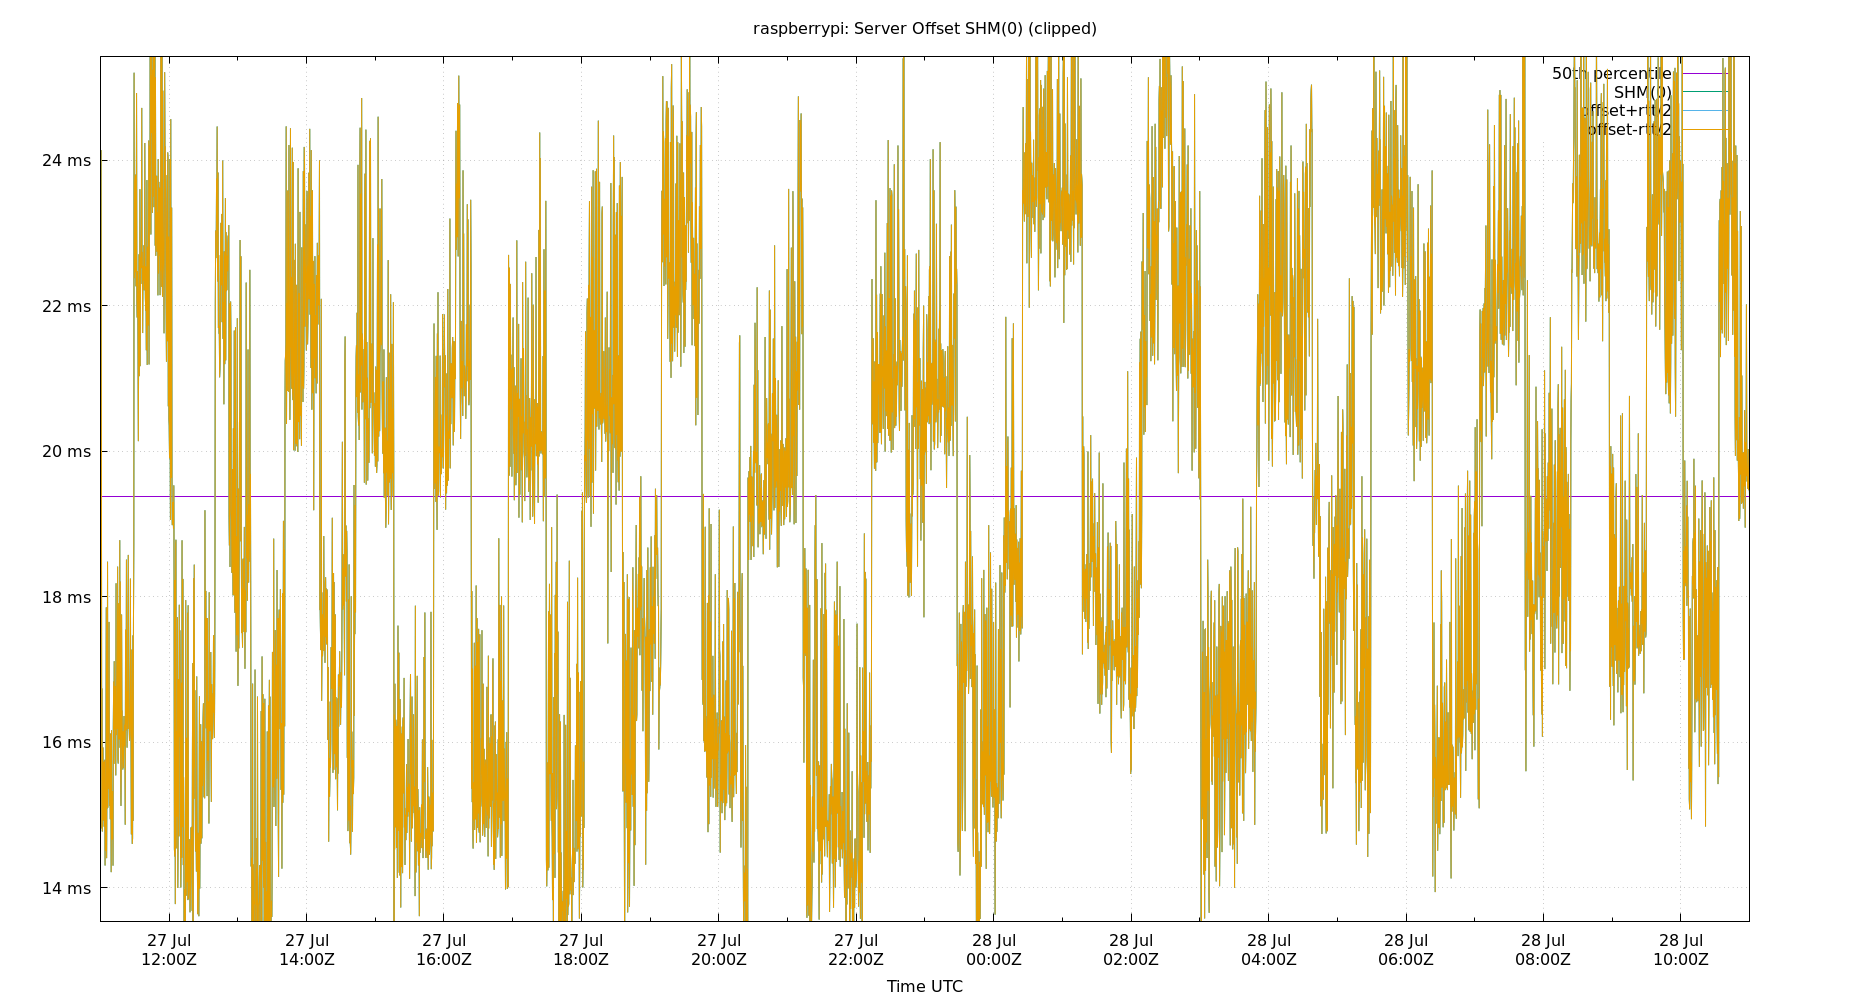 raspberrypi: Server Offset SHM(0) (clipped)
50th percentile
SHM(0)
offset+rtt/2
offset-rtt/2
24 ms
22 ms
20 ms
18 ms
16 ms
14 ms
27 Jul 27 Jul 27 Jul 27 Jul 27 Jul 27 Jul 28 Jul 28 Jul 28 Jul 28 Jul 28 Jul 28 Jul
12:00Z 14:00Z 16:00Z 18:00Z 20:00Z 22:00Z 00:00Z 02:00Z 04:00Z 06:00Z 08:00Z 10:00Z
Time UTC